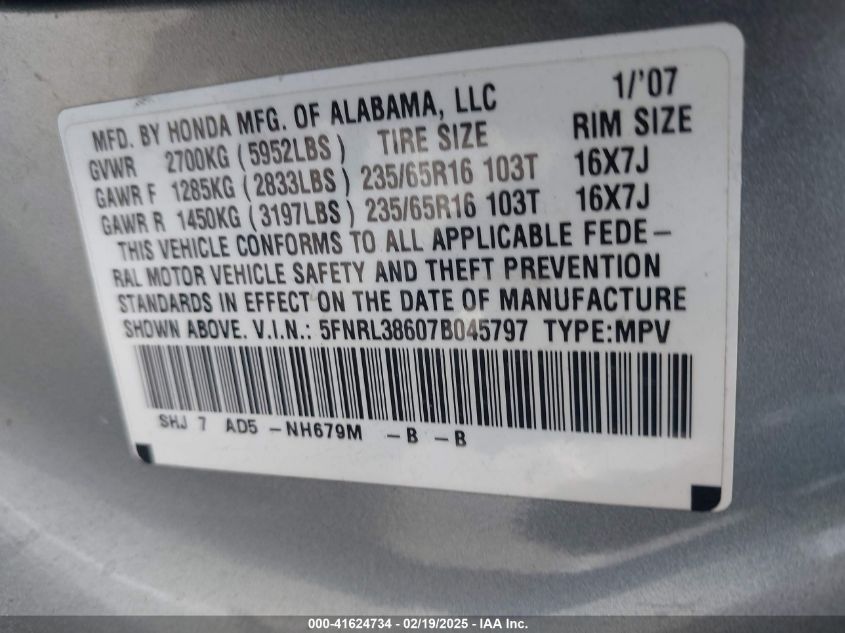 MFD. BY HONDA MFG. OF ALABAMA, LLC 1/'07
GVWR 2700KG (5952LBS) TIRE SIZE RIM SIZE
GAWR F 1285KG (2833LBS) 235/65R16 103T 16X7J
GAWR R 1450KG (3197LBS) 235/65R16 103T 16X7J
THIS VEHICLE CONFORMS TO ALL APPLICABLE FEDE-
RAL MOTOR VEHICLE SAFETY AND THEFT PREVENTION
STANDARDS IN EFFECT ON THE DATE OF MANUFACTURE
SHOWN ABOVE. V.I.N.: 5FNRL38607B045797 TYPE:MPV
SHJ 7 AD5 -NH679M -B -B
000-41624734 - 02/19/2025 - IAA Inc.